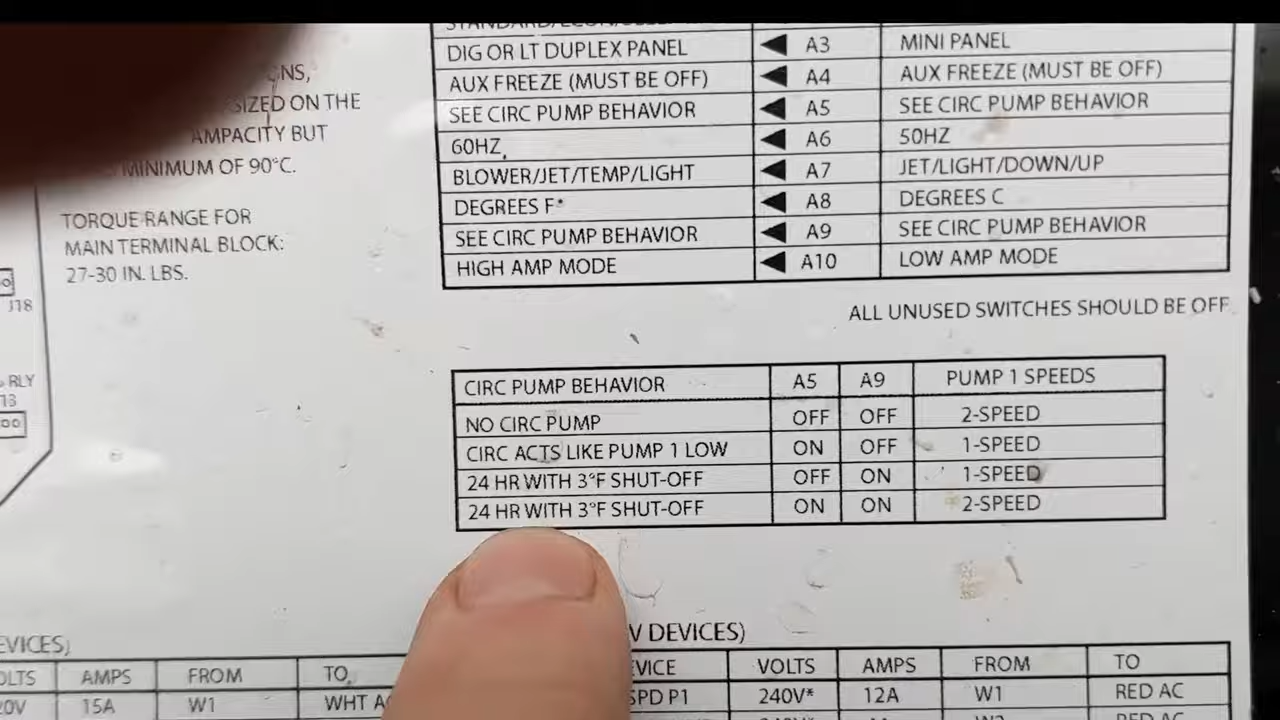 DIG OR LT DUPLEX PANEL A3 MINI PANEL
AUX FREEZE (MUST BE OFF) A4 AUX FREEZE (MUST BE OFF)
SEE CIRC PUMP BEHAVIOR A5 SEE CIRC PUMP BEHAVIOR
60HZ A6 50HZ
BLOWER/JET/TEMP/LIGHT A7 JET/LIGHT/DOWN/UP
DEGREES F* A8 DEGREES C
SEE CIRC PUMP BEHAVIOR A9 SEE CIRC PUMP BEHAVIOR
HIGH AMP MODE A10 LOW AMP MODE
SIZED ON THE
AMPACITY BUT
MINIMUM OF 90°C.
TORQUE RANGE FOR
MAIN TERMINAL BLOCK:
27-30 IN. LBS.
J18
RLY
ALL UNUSED SWITCHES SHOULD BE OFF
CIRC PUMP BEHAVIOR A5 A9 PUMP 1 SPEEDS
NO CIRC PUMP OFF OFF 2-SPEED
CIRC ACTS LIKE PUMP 1 LOW ON OFF 1-SPEED
24 HR WITH 3°F SHUT-OFF OFF ON 1-SPEED
24 HR WITH 3°F SHUT-OFF ON ON 2-SPEED
DEVICES)
AMPS FROM TO
15A W1 WHT
DEVICES)
VOLTS AMPS FROM TO
P1 240V* 12A W1 RED AC